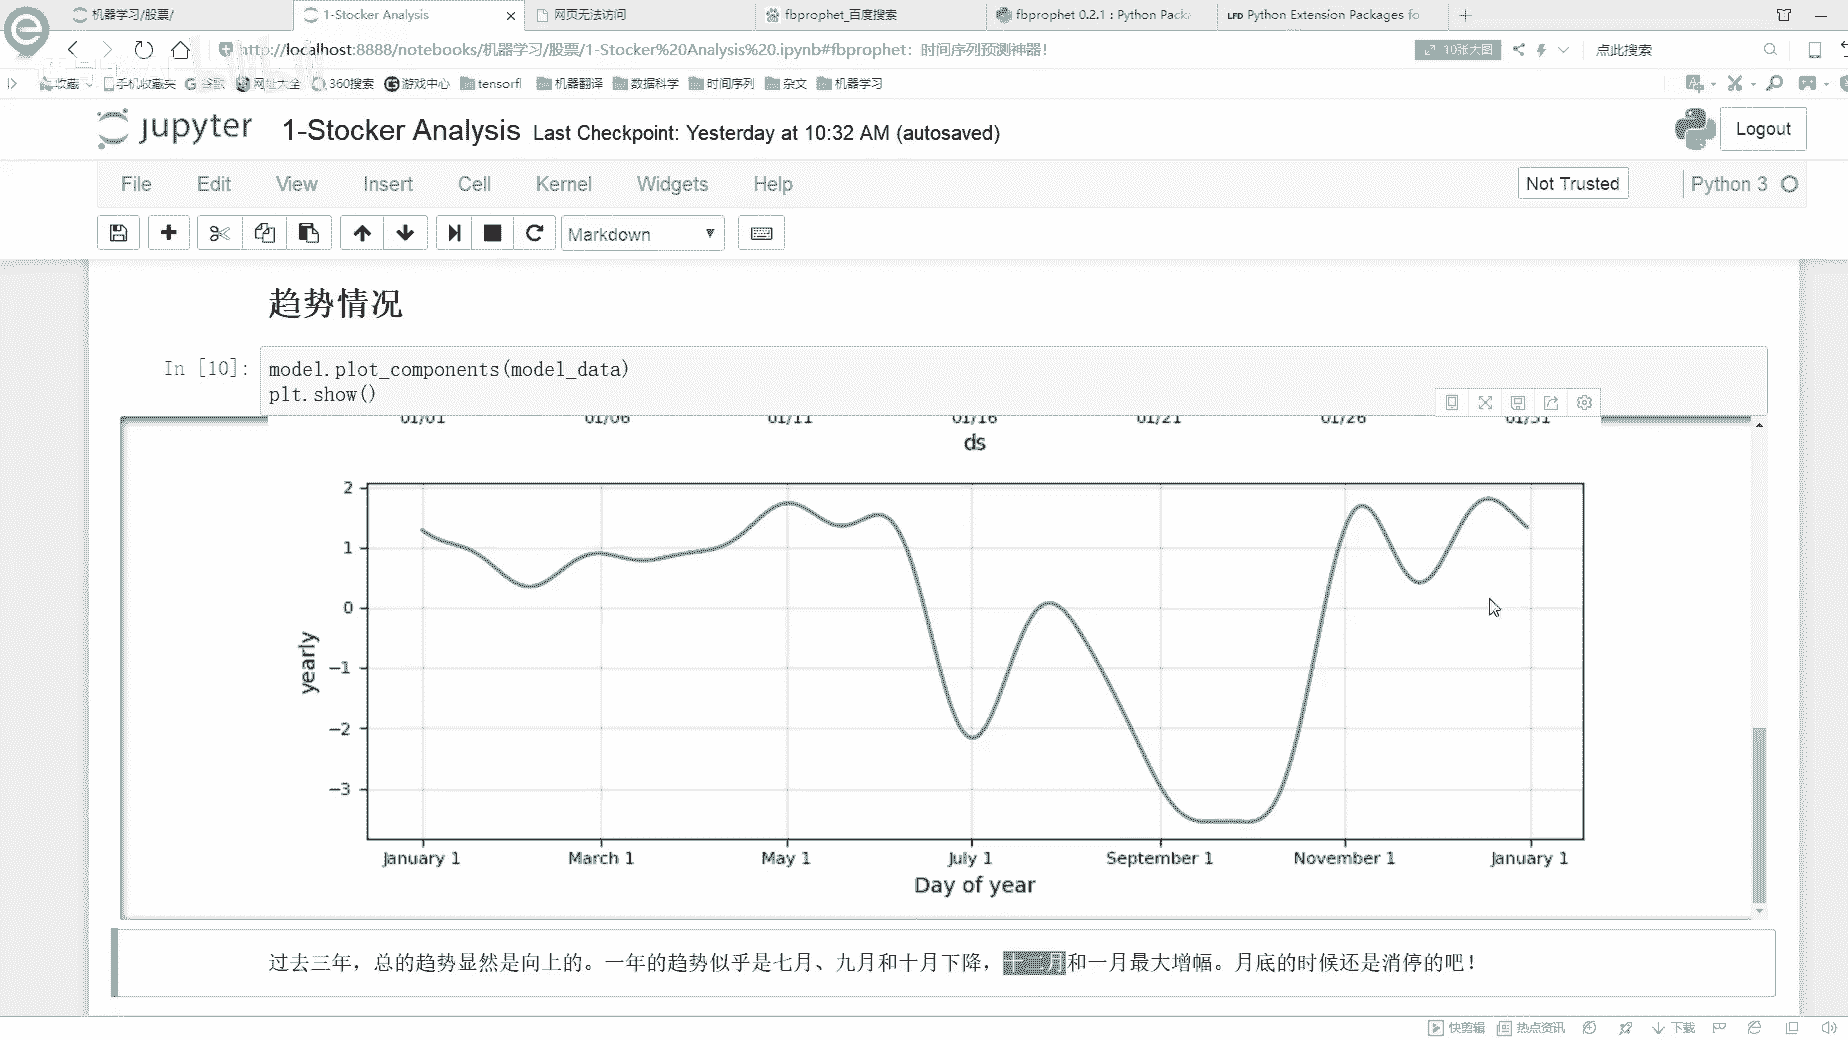 机器学习/股票/
1-Stocker Analysis
网页无法访问
fbprophet_百度搜索
fbprophet 0.2.1 : Python Pack
LFD Python Extension Packages fo
http://localhost:8888/notebooks/机器学习/股票/1-Stocker%20Analysis%20.ipynb#fbprophet：时间序列预测神器！
10张大图
点此搜索
收藏
手机收藏夹
谷歌
网址大全
360搜索
游戏中心
tensorfl
机器翻译
数据科学
时间序列
杂文
机器学习
jupyter
1-Stocker Analysis
Last Checkpoint: Yesterday at 10:32 AM (autosaved)
Logout
File Edit View Insert Cell Kernel Widgets Help
Not Trusted
Python 3
Markdown
趋势情况
In [10]:
model.plot_components(model_data)
plt.show()
01/01 01/06 01/11 01/16 01/21 01/26 01/31
ds
2
1
0
−1
−2
−3
yearly
January 1 March 1 May 1 July 1 September 1 November 1 January 1
Day of year
过去三年，总的趋势显然是向上的。一年的趋势似乎是七月、九月和十月下降，十二月和一月最大增幅。月底的时候还是消停的吧！
快剪辑
热点资讯
下载